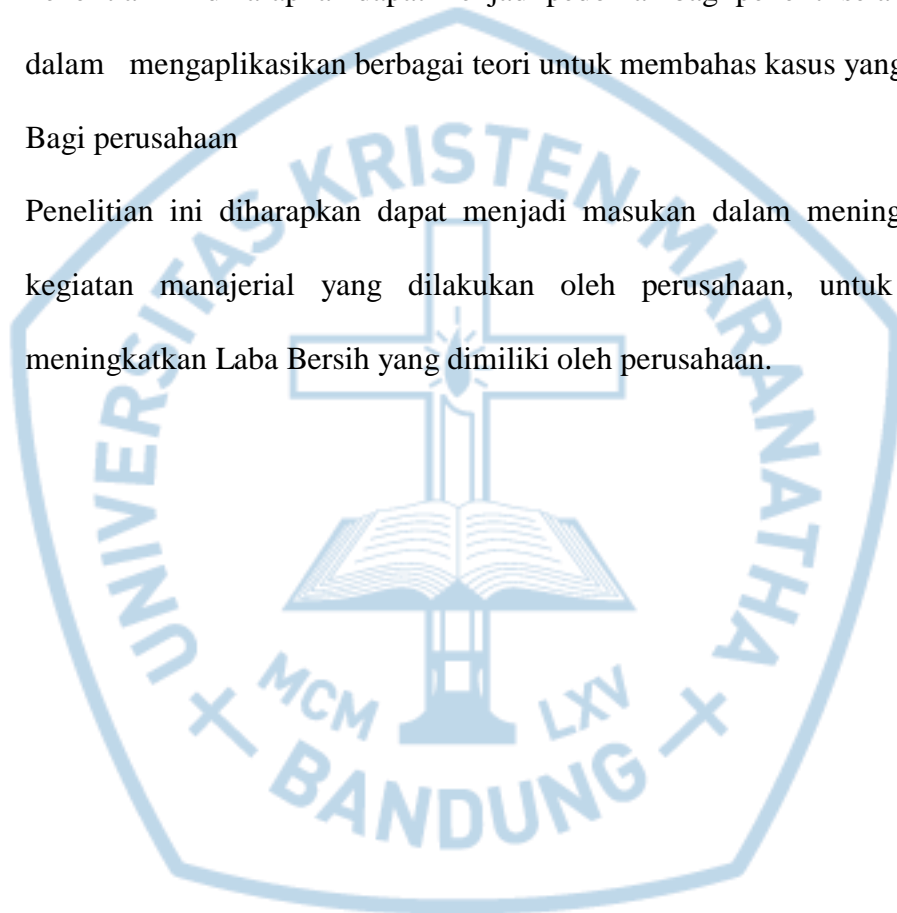 dalam mengaplikasikan berbagai teori untuk membahas kasus yang
Bagi perusahaan
Penelitian ini diharapkan dapat menjadi masukan dalam
kegiatan manajerial yang dilakukan oleh perusahaan, untuk
meningkatkan Laba Bersih yang dimiliki oleh perusahaan.
UNIVERSITAS KRISTEN MARANATHA
MCM LXV
BANDUNG